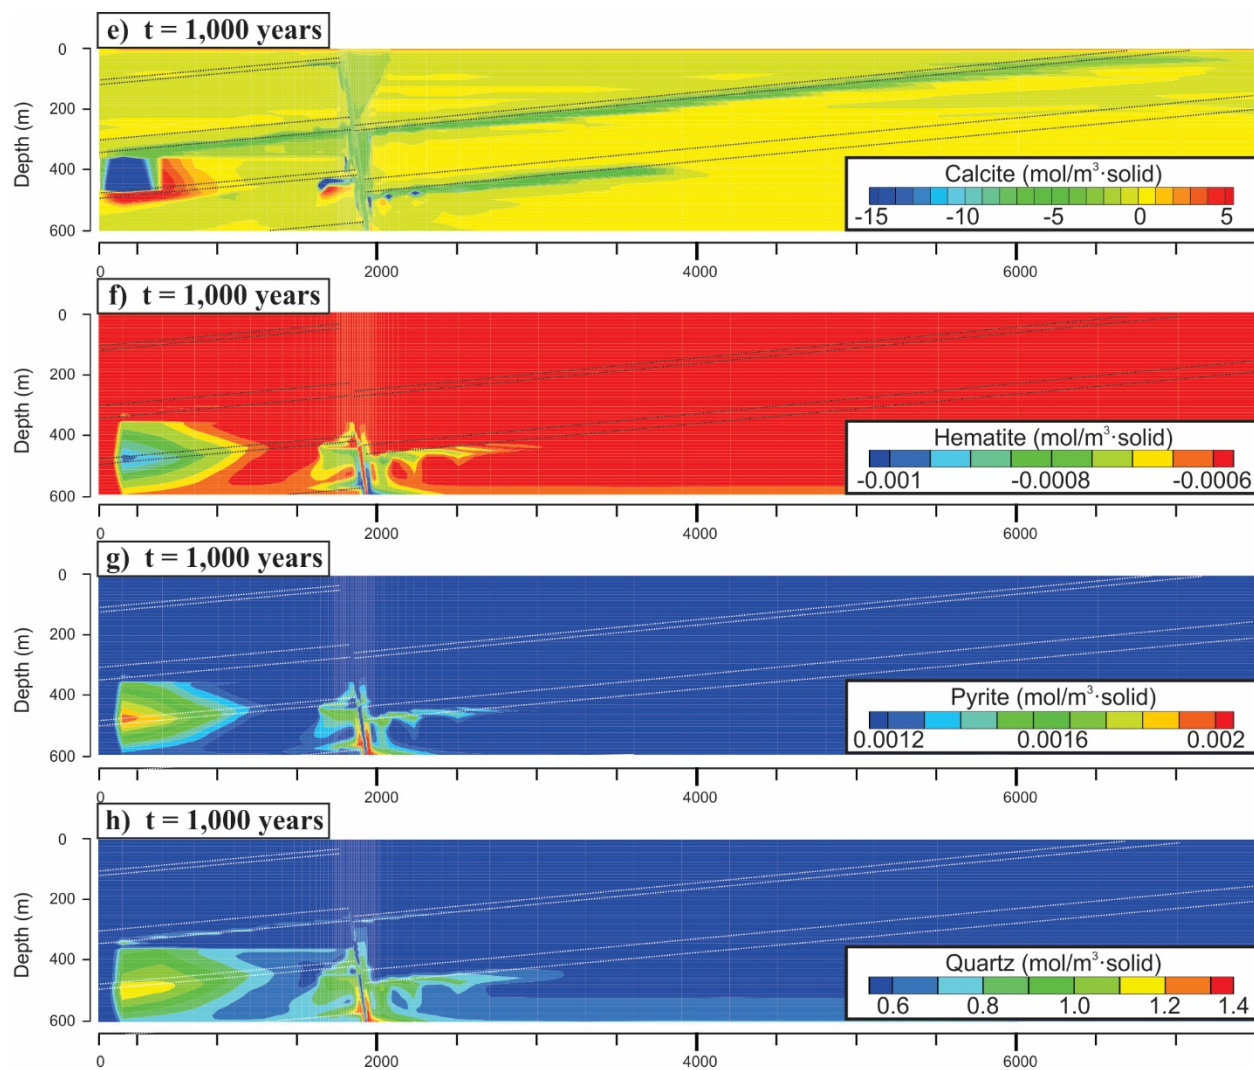 e) t = 1,000 years
0
200
400
600
Depth (m)
Calcite (mol/m³·solid)
-15 -10 -5 0 5
0 2000 4000 6000
f) t = 1,000 years
0
200
400
600
Depth (m)
Hematite (mol/m³·solid)
-0.001 -0.0008 -0.0006
0 2000 4000 6000
g) t = 1,000 years
0
200
400
600
Depth (m)
Pyrite (mol/m³·solid)
0.0012 0.0016 0.002
0 2000 4000 6000
h) t = 1,000 years
0
200
400
600
Depth (m)
Quartz (mol/m³·solid)
0.6 0.8 1.0 1.2 1.4
0 2000 4000 6000